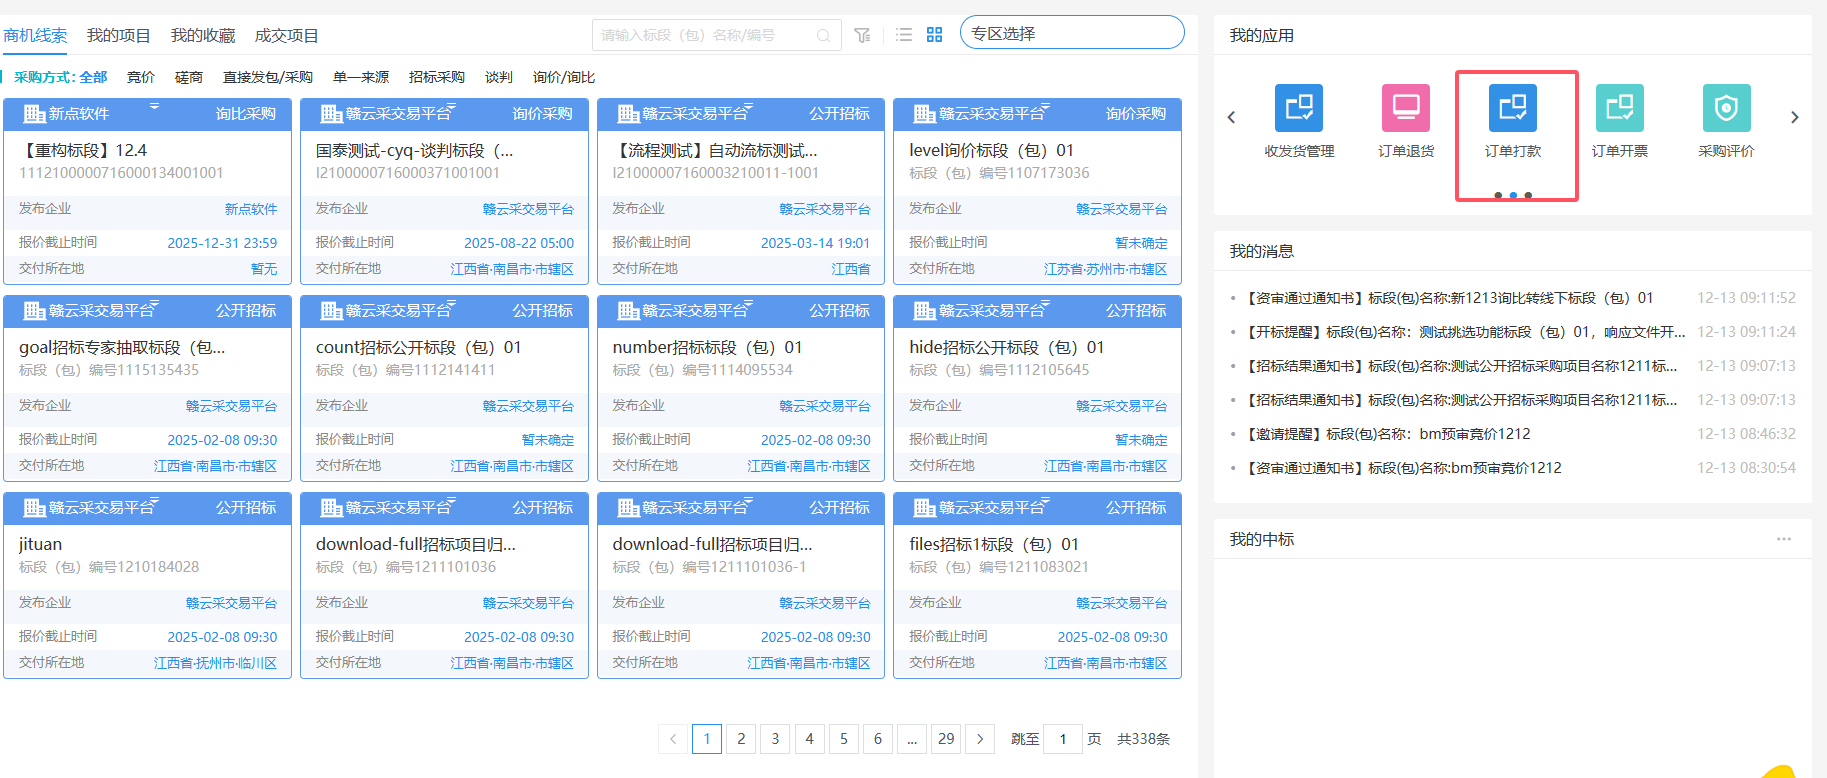 商机线索 我的项目 我的收藏 成交项目 请输入标段（包）名称/编号 专区选择
采购方式: 全部 竞价 磋商 直接发包/采购 单一来源 招标采购 谈判 询价/询比
新点软件 询比采购
【重构标段】12.4
1112100000716000134001001
发布企业 新点软件
报价截止时间 2025-12-31 23:59
交付所在地 暂无
赣云采交易平台 询价采购
国泰测试-cyq-谈判标段（...
I2100000716000371001001
发布企业 赣云采交易平台
报价截止时间 2025-08-22 05:00
交付所在地 江西省·南昌市·市辖区
赣云采交易平台 公开招标
【流程测试】自动流标测试...
I21000007160003210011-1001
发布企业 赣云采交易平台
报价截止时间 2025-03-14 19:01
交付所在地 江西省
赣云采交易平台 询价采购
level询价标段（包）01
标段（包）编号1107173036
发布企业 赣云采交易平台
报价截止时间 暂未确定
交付所在地 江苏省·苏州市·市辖区
赣云采交易平台 公开招标
goal招标专家抽取标段（包...
标段（包）编号1115135435
发布企业 赣云采交易平台
报价截止时间 2025-02-08 09:30
交付所在地 江西省·南昌市·市辖区
赣云采交易平台 公开招标
count招标公开标段（包）01
标段（包）编号1112141411
发布企业 赣云采交易平台
报价截止时间 暂未确定
交付所在地 江西省·南昌市·市辖区
赣云采交易平台 公开招标
number招标标段（包）01
标段（包）编号1114095534
发布企业 赣云采交易平台
报价截止时间 2025-02-08 09:30
交付所在地 江西省·南昌市·市辖区
赣云采交易平台 公开招标
hide招标公开标段（包）01
标段（包）编号1112105645
发布企业 赣云采交易平台
报价截止时间 暂未确定
交付所在地 江西省·南昌市·市辖区
赣云采交易平台 公开招标
jituan
标段（包）编号1210184028
发布企业 赣云采交易平台
报价截止时间 2025-02-08 09:30
交付所在地 江西省·抚州市·临川区
赣云采交易平台 公开招标
download-full招标项目归...
标段（包）编号1211101036
发布企业 赣云采交易平台
报价截止时间 2025-02-08 09:30
交付所在地 江西省·南昌市·市辖区
赣云采交易平台 公开招标
download-full招标项目归...
标段（包）编号1211101036-1
发布企业 赣云采交易平台
报价截止时间 2025-02-08 09:30
交付所在地 江西省·南昌市·市辖区
赣云采交易平台 公开招标
files招标1标段（包）01
标段（包）编号1211083021
发布企业 赣云采交易平台
报价截止时间 2025-02-08 09:30
交付所在地 江西省·南昌市·市辖区
1 2 3 4 5 6 ... 29 跳至 1 页 共338条
我的应用
收发货管理 订单退货 订单打款 订单开票 采购评价
我的消息
【资审通过通知书】标段(包)名称:新1213询比转线下标段（包）01 12-13 09:11:52
【开标提醒】标段(包)名称：测试挑选功能标段（包）01，响应文件开... 12-13 09:11:24
【招标结果通知书】标段(包)名称:测试公开招标采购项目名称1211标... 12-13 09:07:13
【招标结果通知书】标段(包)名称:测试公开招标采购项目名称1211标... 12-13 09:07:13
【邀请提醒】标段(包)名称：bm预审竞价1212 12-13 08:46:32
【资审通过通知书】标段(包)名称:bm预审竞价1212 12-13 08:30:54
我的中标